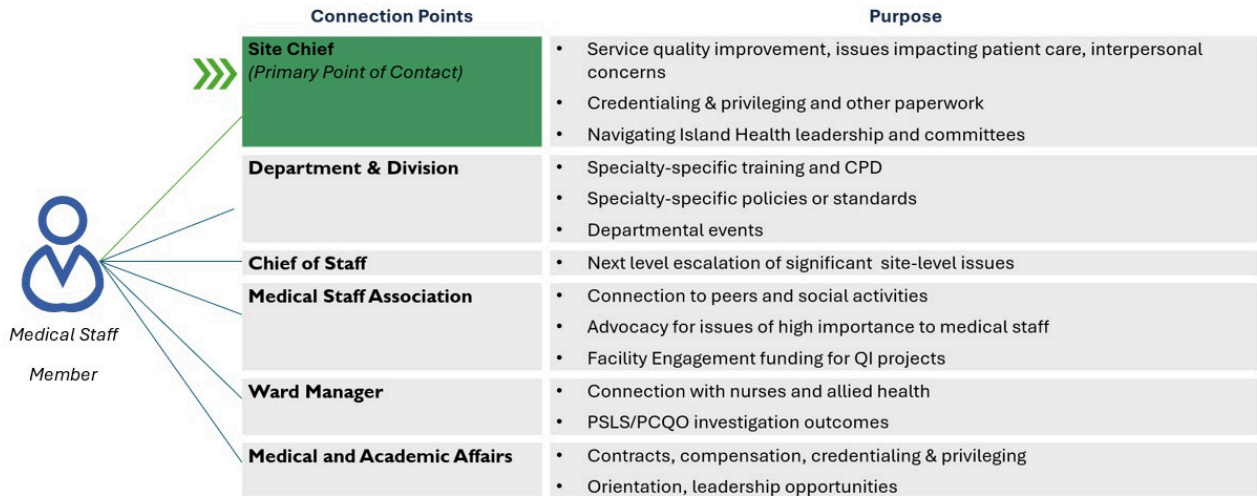 Connection Points
Purpose
Site Chief
(Primary Point of Contact)
• Service quality improvement, issues impacting patient care, interpersonal
concerns
• Credentialing & privileging and other paperwork
• Navigating Island Health leadership and committees
Department & Division
• Specialty-specific training and CPD
• Specialty-specific policies or standards
• Departmental events
Chief of Staff
• Next level escalation of significant site-level issues
Medical Staff Association
• Connection to peers and social activities
• Advocacy for issues of high importance to medical staff
• Facility Engagement funding for QI projects
Ward Manager
• Connection with nurses and allied health
• PSLS/PCQO investigation outcomes
Medical and Academic Affairs
• Contracts, compensation, credentialing & privileging
• Orientation, leadership opportunities
Medical Staff
Member